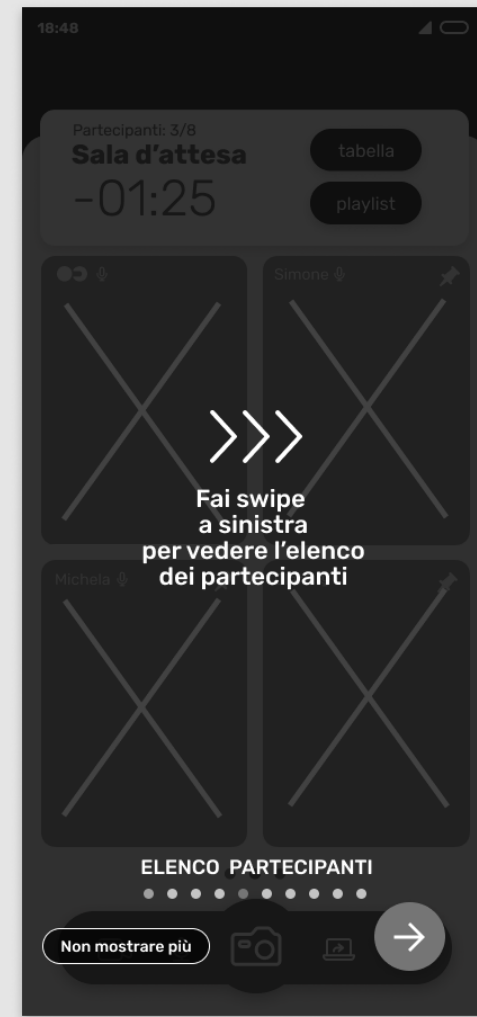 18:48
Partecipanti: 3/8
Sala d’attesa
-01:25
tabella
playlist
Simone
Fai swipe
a sinistra
per vedere l’elenco
dei partecipanti
Michela
ELENCO PARTECIPANTI
Non mostrare più